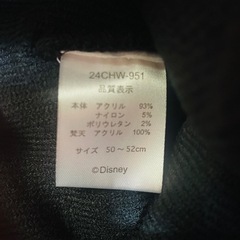 24CHW-951
品質表示
本体 アクリル 93%
ナイロン 5%
ポリウレタン 2%
梵天 アクリル 100%
サイズ 50～52cm
©Disney